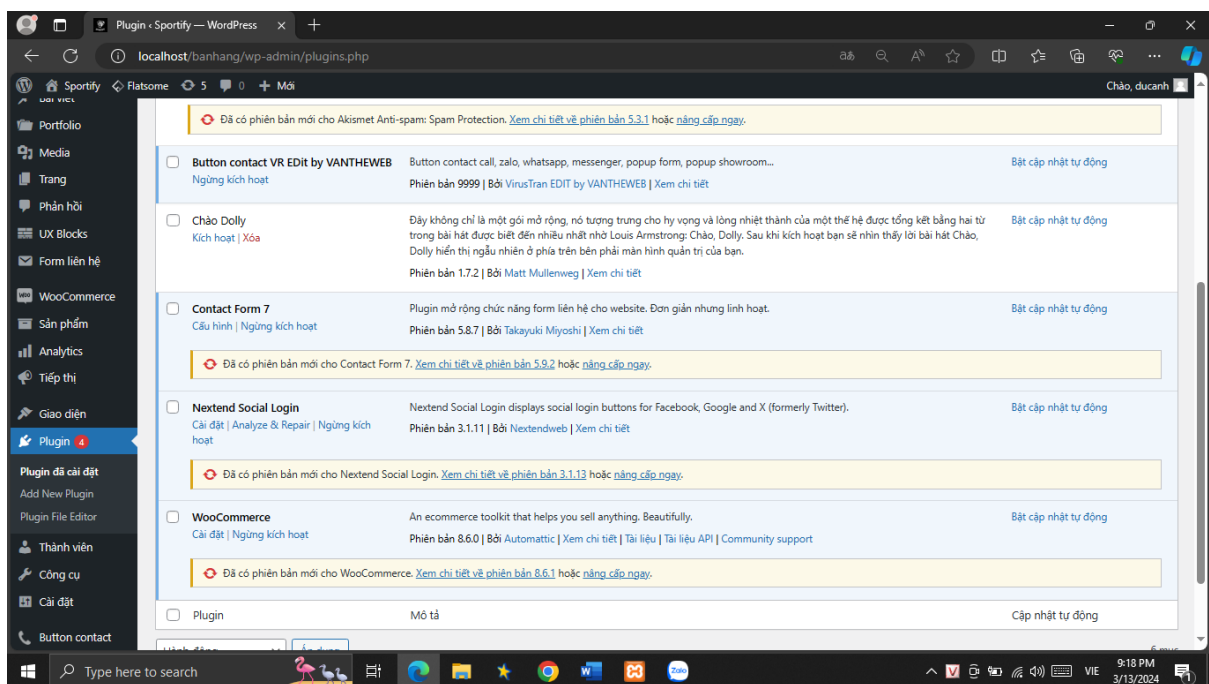 Plugin ‹ Sportify — WordPress
localhost/banhang/wp-admin/plugins.php
Sportify Flatsome 5 0 Mới Chào, ducanh
Bài viết
Portfolio
Media
Trang
Phản hồi
UX Blocks
Form liên hệ
WooCommerce
Sản phẩm
Analytics
Tiếp thị
Giao diện
Plugin 4
Plugin đã cài đặt
Add New Plugin
Plugin File Editor
Thành viên
Công cụ
Cài đặt
Button contact
Đã có phiên bản mới cho Akismet Anti-spam: Spam Protection. Xem chi tiết về phiên bản 5.3.1 hoặc nâng cấp ngay.
Button contact VR EDit by VANTHEWEB
Ngừng kích hoạt
Button contact call, zalo, whatsapp, messenger, popup form, popup showroom...
Phiên bản 9999 | Bởi VirusTran EDIT by VANTHEWEB | Xem chi tiết
Bật cập nhật tự động
Chào Dolly
Kích hoạt | Xóa
Đây không chỉ là một gói mở rộng, nó tượng trưng cho hy vọng và lòng nhiệt thành của một thế hệ được tổng kết bằng hai từ
trong bài hát được biết đến nhiều nhất nhờ Louis Armstrong: Chào, Dolly. Sau khi kích hoạt bạn sẽ nhìn thấy lời bài hát Chào,
Dolly hiển thị ngẫu nhiên ở phía trên bên phải màn hình quản trị của bạn.
Phiên bản 1.7.2 | Bởi Matt Mullenweg | Xem chi tiết
Bật cập nhật tự động
Contact Form 7
Cấu hình | Ngừng kích hoạt
Plugin mở rộng chức năng form liên hệ cho website. Đơn giản nhưng linh hoạt.
Phiên bản 5.8.7 | Bởi Takayuki Miyoshi | Xem chi tiết
Bật cập nhật tự động
Đã có phiên bản mới cho Contact Form 7. Xem chi tiết về phiên bản 5.9.2 hoặc nâng cấp ngay.
Nextend Social Login
Cài đặt | Analyze & Repair | Ngừng kích
hoạt
Nextend Social Login displays social login buttons for Facebook, Google and X (formerly Twitter).
Phiên bản 3.1.11 | Bởi Nextendweb | Xem chi tiết
Bật cập nhật tự động
Đã có phiên bản mới cho Nextend Social Login. Xem chi tiết về phiên bản 3.1.13 hoặc nâng cấp ngay.
WooCommerce
Cài đặt | Ngừng kích hoạt
An ecommerce toolkit that helps you sell anything. Beautifully.
Phiên bản 8.6.0 | Bởi Automattic | Xem chi tiết | Tài liệu | Tài liệu API | Community support
Bật cập nhật tự động
Đã có phiên bản mới cho WooCommerce. Xem chi tiết về phiên bản 8.6.1 hoặc nâng cấp ngay.
Plugin Mô tả Cập nhật tự động
Hành động Áp dụng 6 mục
Type here to search
Zalo
VIE
9:18 PM
3/13/2024